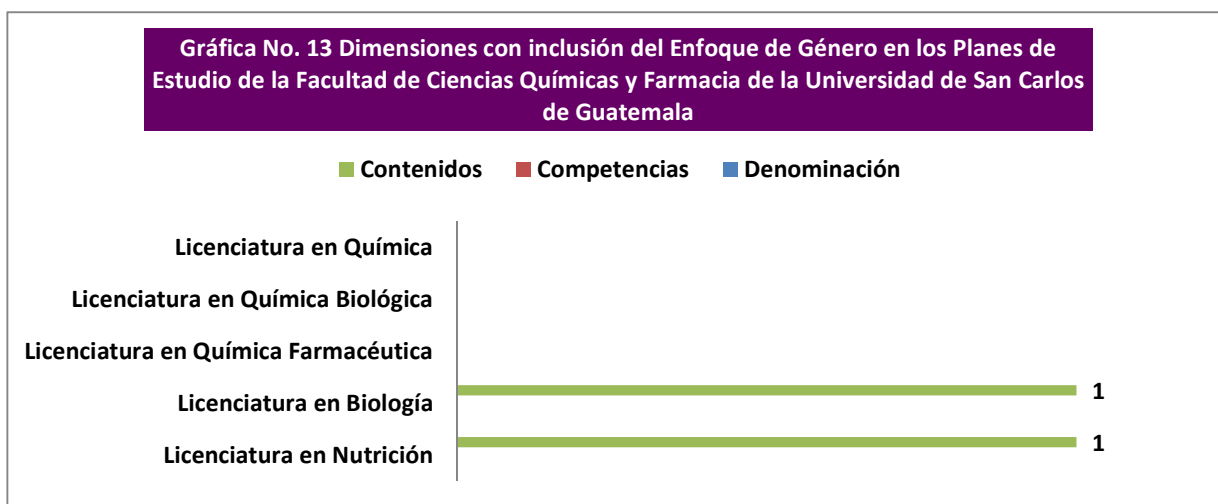 Gráfica No. 13 Dimensiones con inclusión del Enfoque de Género en los Planes de
Estudio de la Facultad de Ciencias Químicas y Farmacia de la Universidad de San Carlos
de Guatemala
Contenidos Competencias Denominación
Licenciatura en Química
Licenciatura en Química Biológica
Licenciatura en Química Farmacéutica
Licenciatura en Biología 1
Licenciatura en Nutrición 1